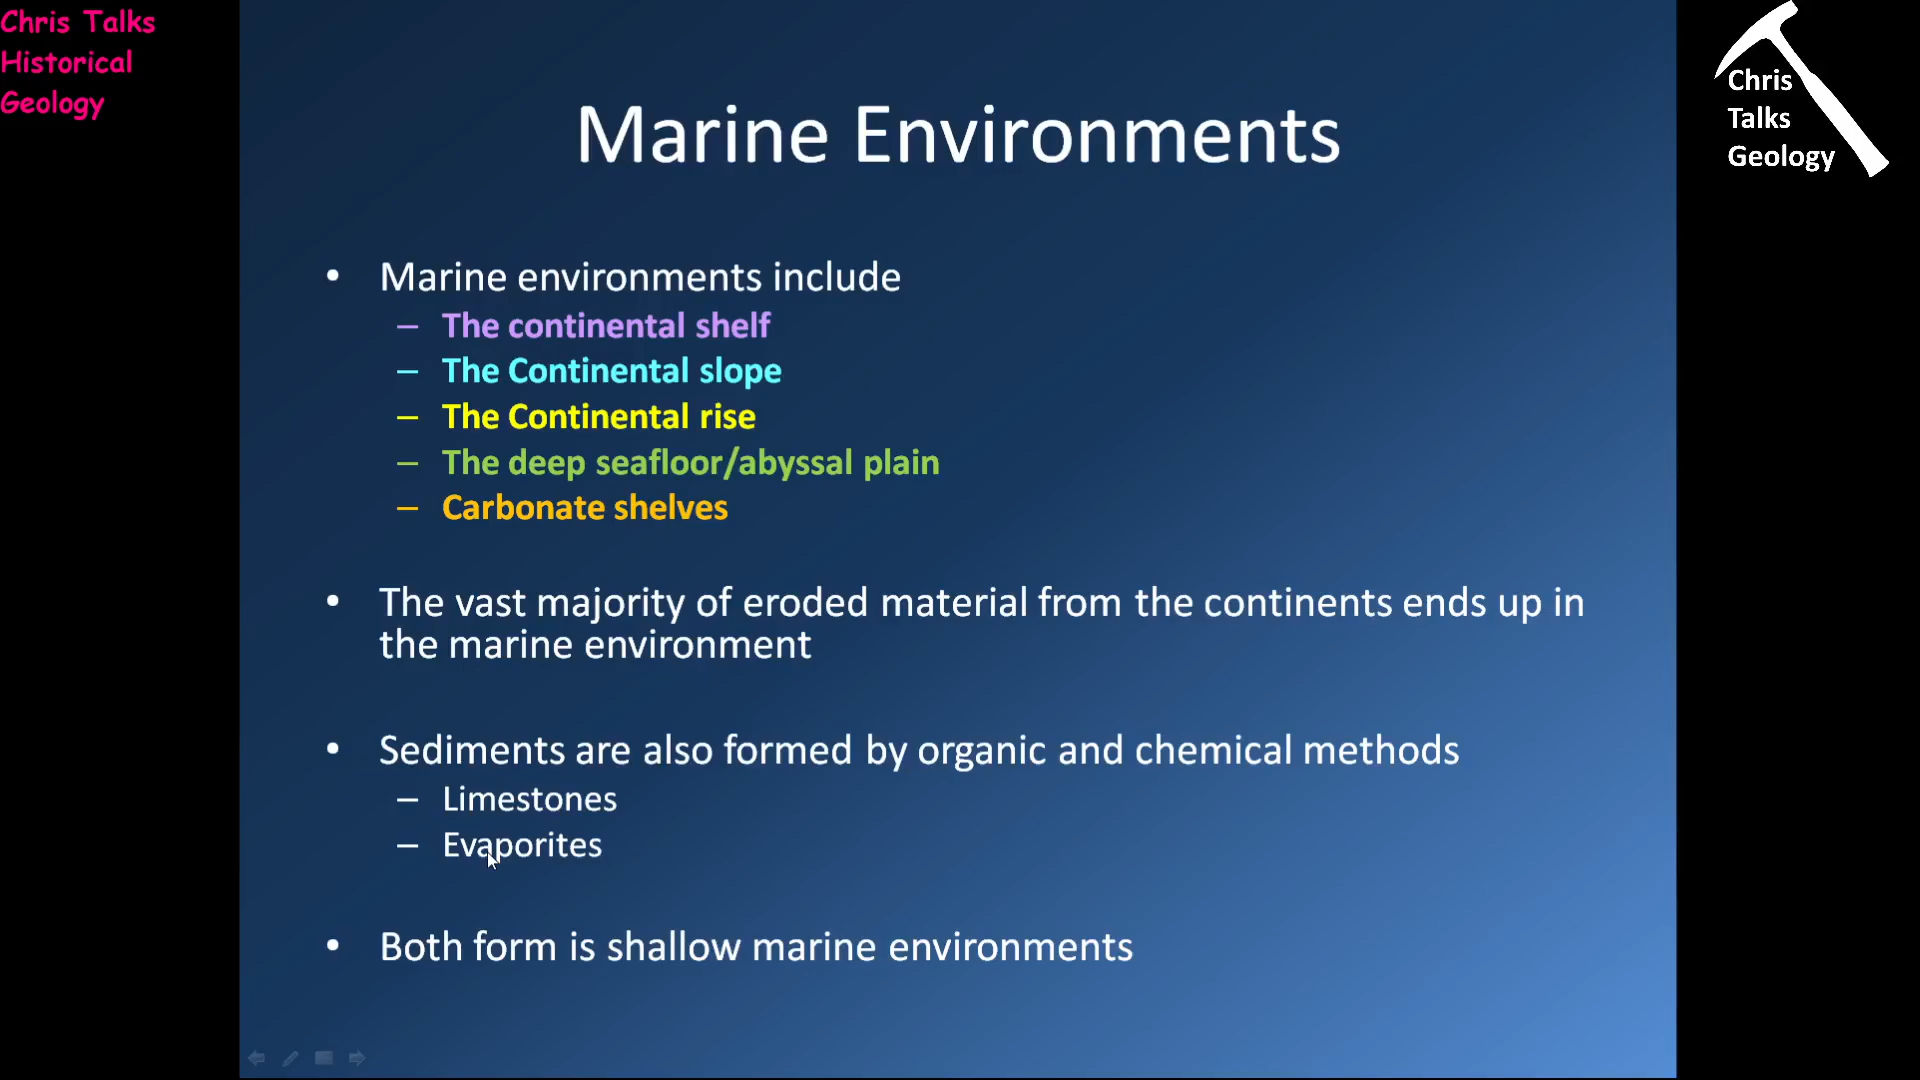 Chris Talks
Historical
Geology
Chris
Talks
Geology
Marine Environments
• Marine environments include
– The continental shelf
– The Continental slope
– The Continental rise
– The deep seafloor/abyssal plain
– Carbonate shelves
• The vast majority of eroded material from the continents ends up in
the marine environment
• Sediments are also formed by organic and chemical methods
– Limestones
– Evaporites
• Both form is shallow marine environments